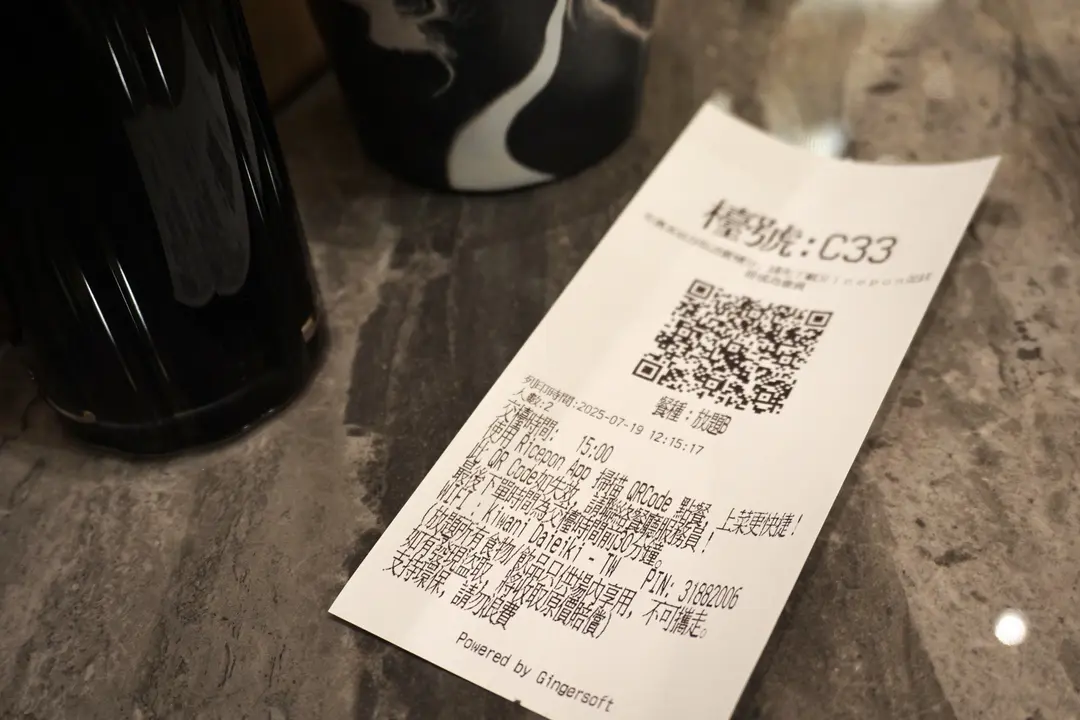 檯號:C33
餐種：放題
列印時間:2025-07-19 12:15:17
人數:2
交檯時間: 15:00
使用 Ricepon App 掃描 QRCode 點餐, 上菜更快捷！
此 QR Code如失效, 請聯絡餐廳服務員！
最後下單時間為交檯時間前30分鐘。
WIFI : Kiwami Daieiki - TW PIN: 31882006
(放題所有食物/飲品只供場內享用, 不可攜走。
如有發現盜取, 將收取原價賠償)
支持環保, 請勿浪費
Powered by Gingersoft